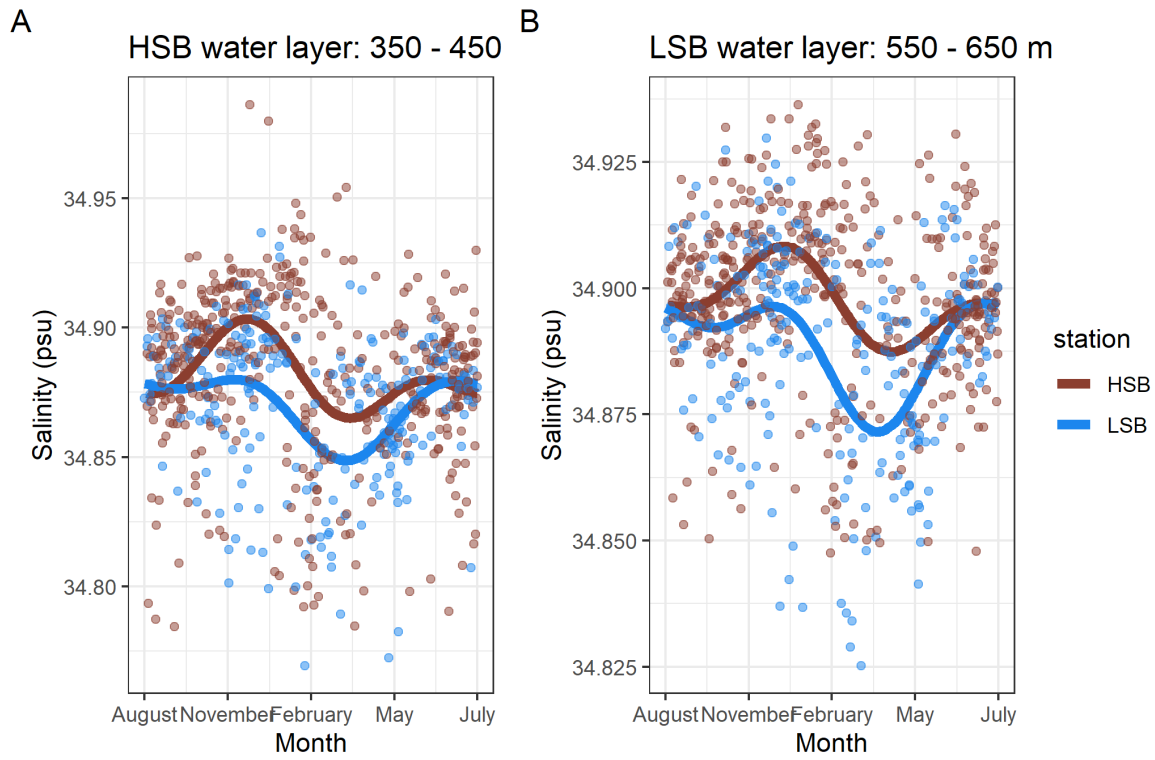 A
HSB water layer: 350 - 450
Salinity (psu)
34.95
34.90
34.85
34.80
August November February May July
Month
B
LSB water layer: 550 - 650 m
Salinity (psu)
34.925
34.900
34.875
34.850
34.825
August November February May July
Month
station
HSB
LSB